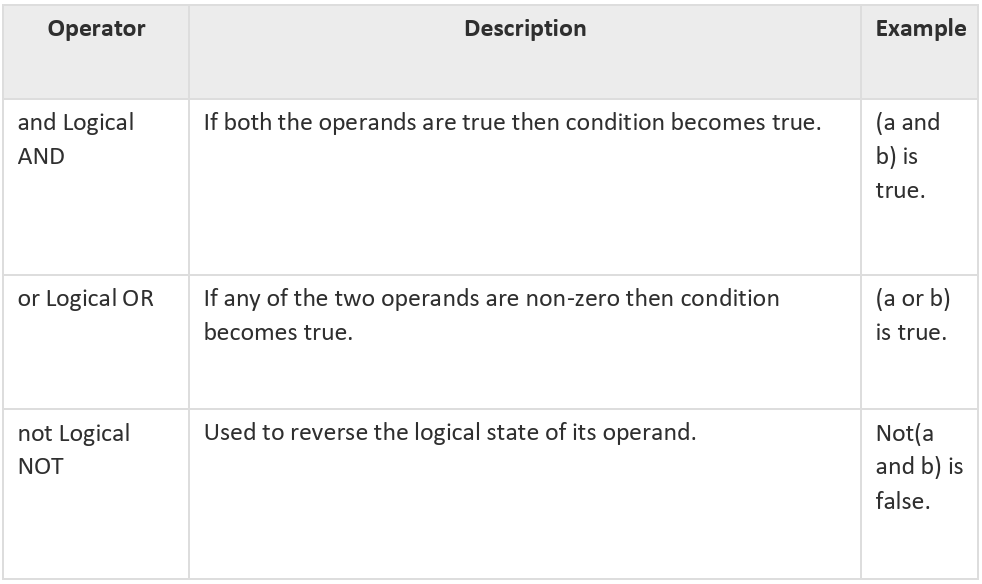 Operator Description Example
and Logical
AND
If both the operands are true then condition becomes true.
(a and
b) is
true.
or Logical OR
If any of the two operands are non-zero then condition
becomes true.
(a or b)
is true.
not Logical
NOT
Used to reverse the logical state of its operand.
Not(a
and b) is
false.